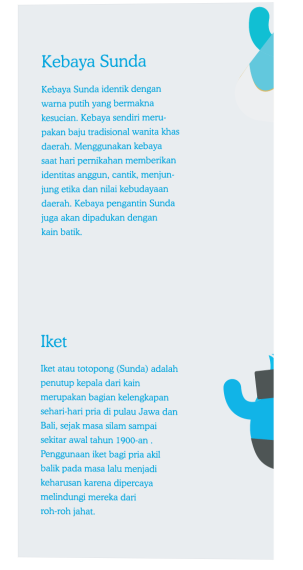 Kebaya Sunda
Kebaya Sunda identik dengan
warna putih yang bermakna
kesucian. Kebaya sendiri meru-
pakan baju tradisional wanita khas
daerah. Menggunakan kebaya
saat hari pernikahan memberikan
identitas anggun, cantik, menjun-
jung etika dan nilai kebudayaan
daerah. Kebaya pengantin Sunda
juga akan dipadukan dengan
kain batik.
Iket
Iket atau totopong (Sunda) adalah
penutup kepala dari kain
merupakan bagian kelengkapan
sehari-hari pria di pulau Jawa dan
Bali, sejak masa silam sampai
sekitar awal tahun 1900-an .
Penggunaan iket bagi pria akil
balik pada masa lalu menjadi
keharusan karena dipercaya
melindungi mereka dari
roh-roh jahat.